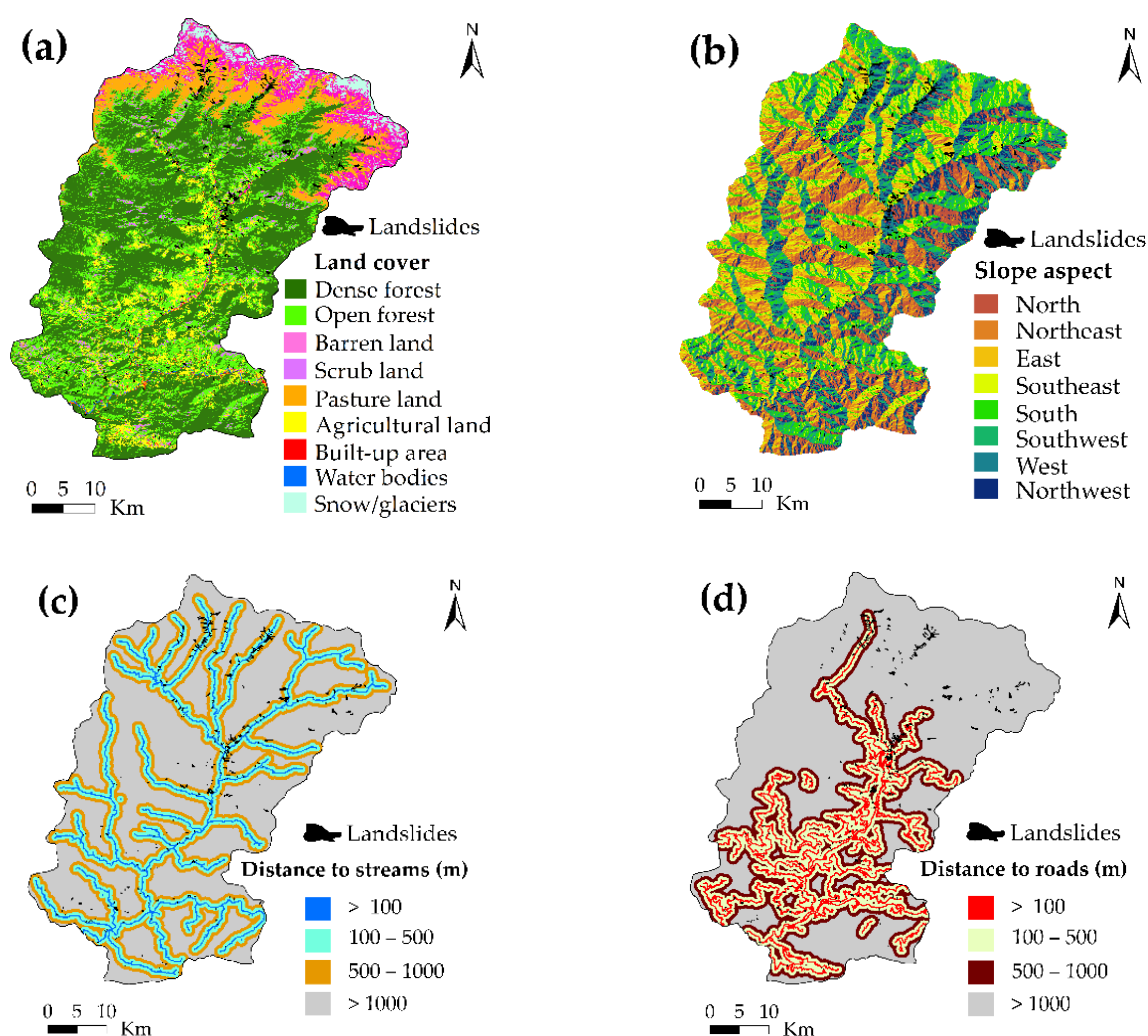 (a)
N
Landslides
Land cover
Dense forest
Open forest
Barren land
Scrub land
Pasture land
Agricultural land
Built-up area
Water bodies
Snow/glaciers
0 5 10
Km
(b)
N
Landslides
Slope aspect
North
Northeast
East
Southeast
South
Southwest
West
Northwest
0 5 10
Km
(c)
N
Landslides
Distance to streams (m)
> 100
100 – 500
500 – 1000
> 1000
0 5 10
Km
(d)
N
Landslides
Distance to roads (m)
> 100
100 – 500
500 – 1000
> 1000
0 5 10
Km